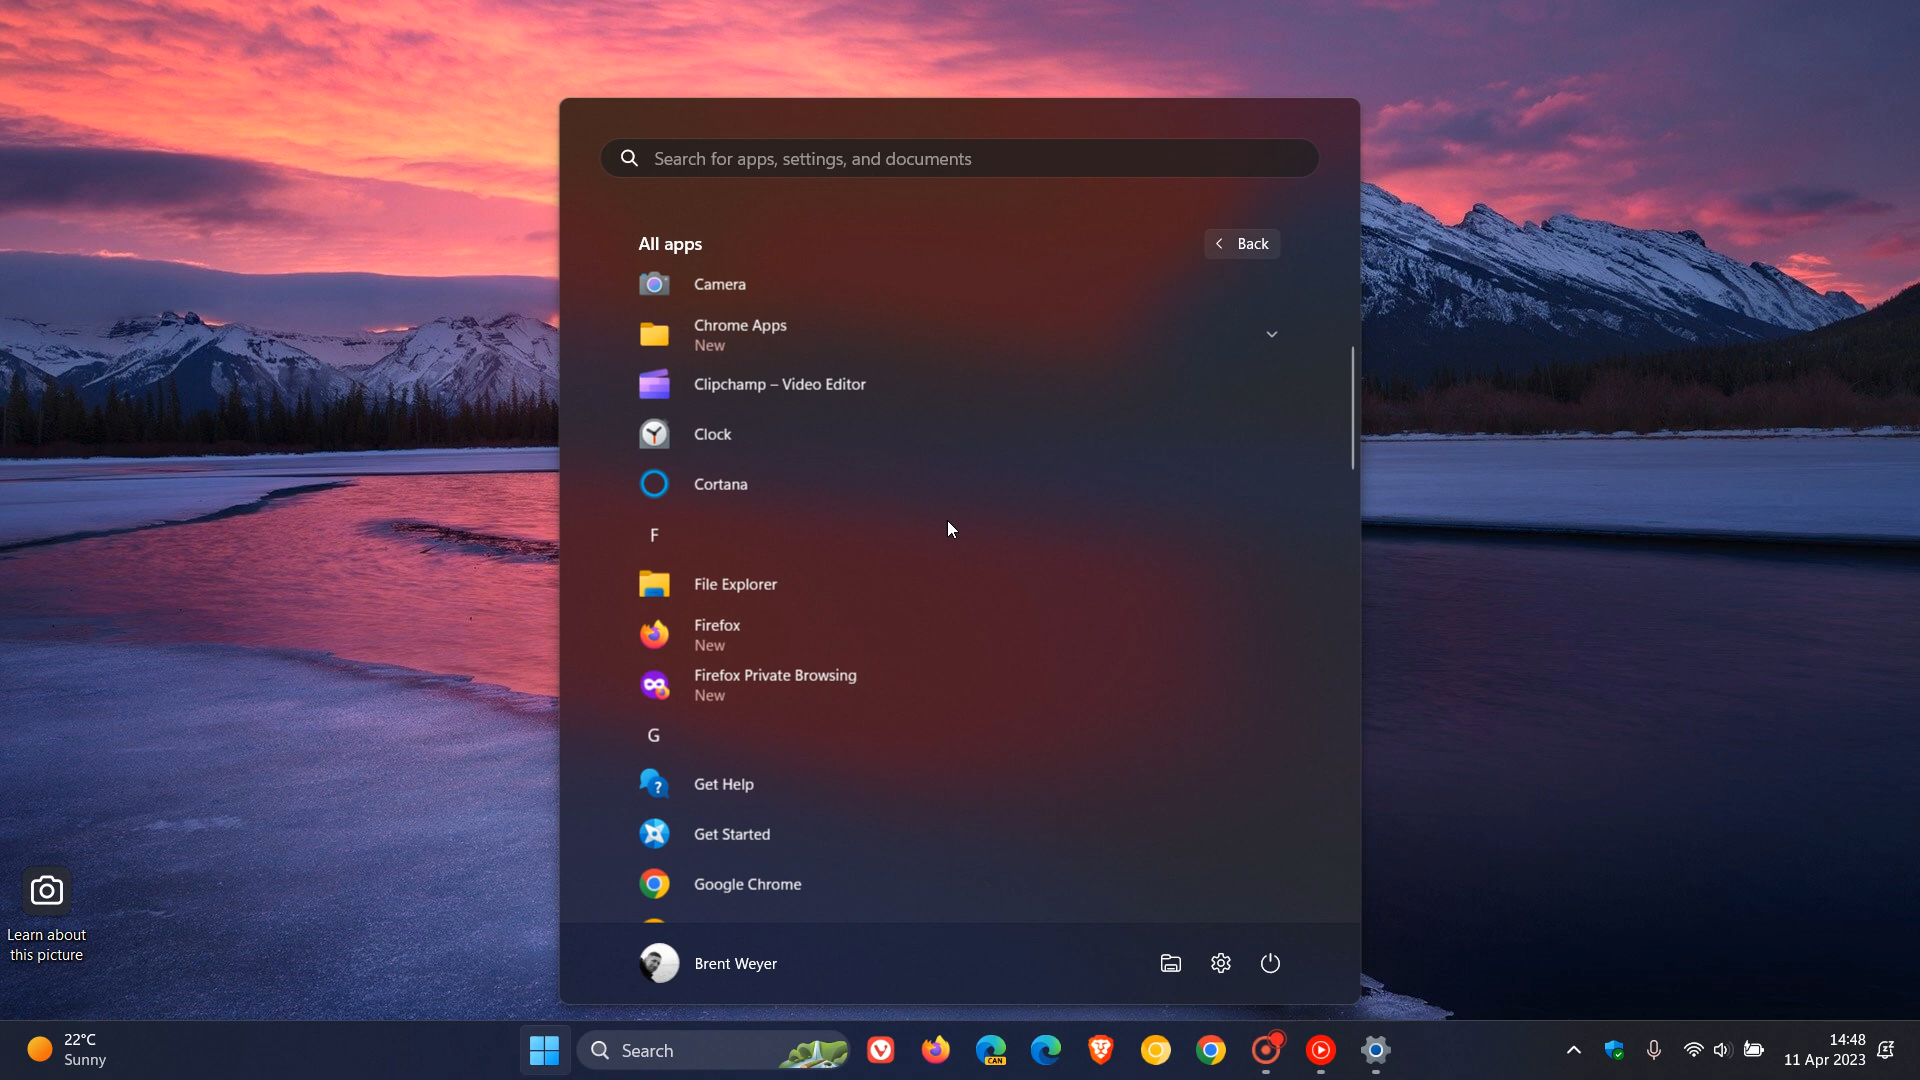 Search for apps, settings, and documents
All apps
Back
Camera
Chrome Apps
New
Clipchamp – Video Editor
Clock
Cortana
F
File Explorer
Firefox
New
Firefox Private Browsing
New
G
Get Help
Get Started
Google Chrome
Learn about
this picture
Brent Weyer
22°C
Sunny
Search
CAN
14:48
11 Apr 2023